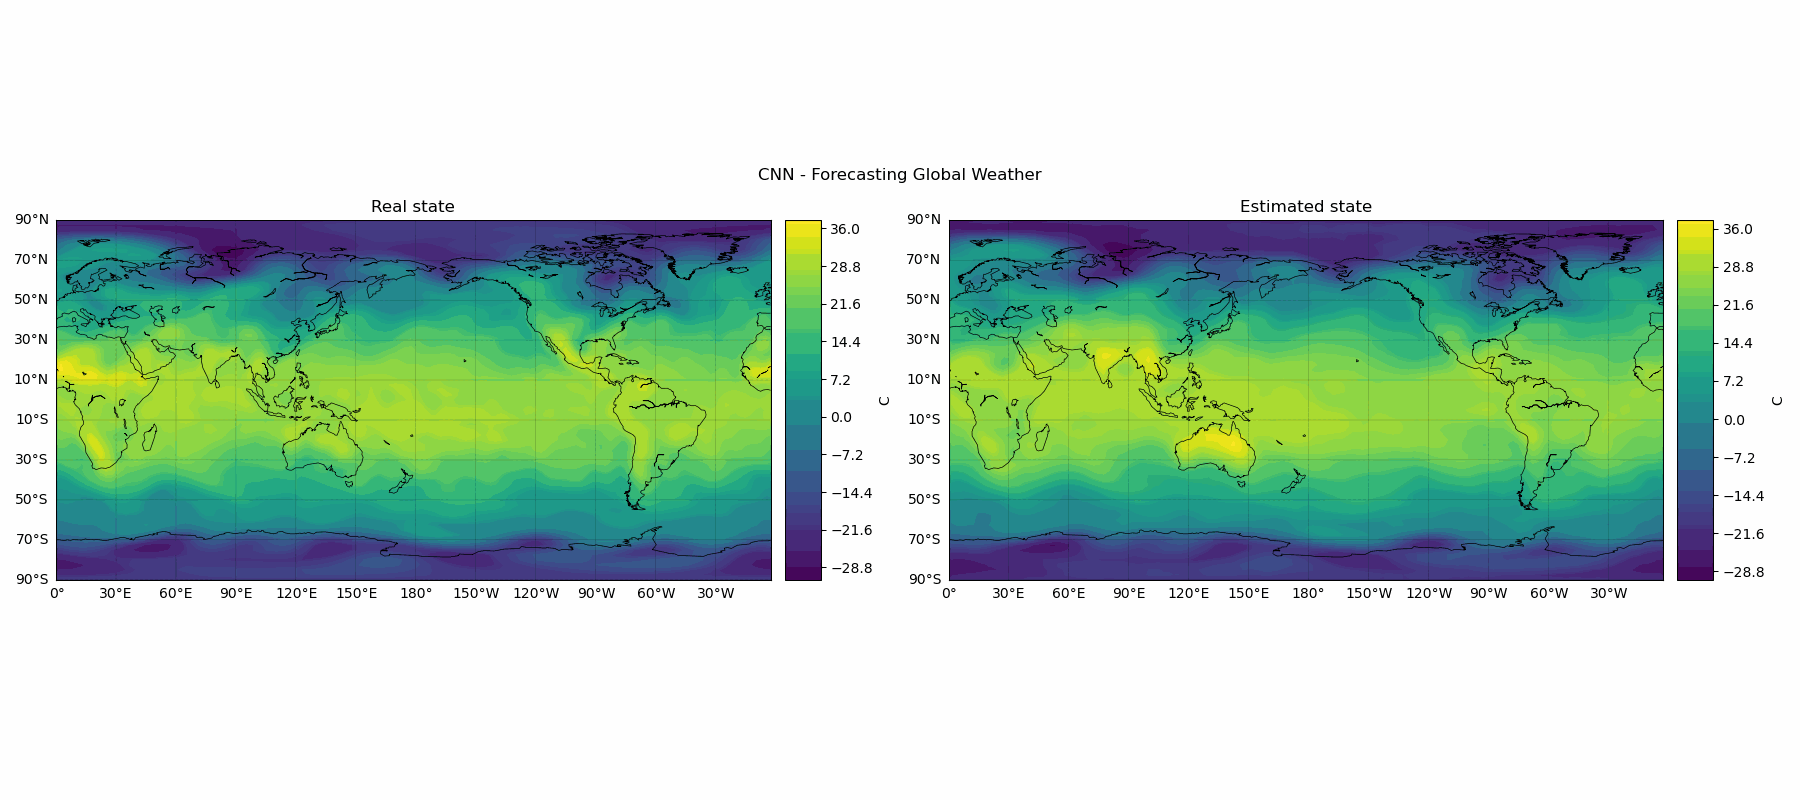 CNN - Forecasting Global Weather
Real state
90°N
70°N
50°N
30°N
10°N
10°S
30°S
50°S
70°S
90°S
0° 30°E 60°E 90°E 120°E 150°E 180° 150°W 120°W 90°W 60°W 30°W
36.0
28.8
21.6
14.4
7.2
0.0
−7.2
−14.4
−21.6
−28.8
C
Estimated state
90°N
70°N
50°N
30°N
10°N
10°S
30°S
50°S
70°S
90°S
0° 30°E 60°E 90°E 120°E 150°E 180° 150°W 120°W 90°W 60°W 30°W
36.0
28.8
21.6
14.4
7.2
0.0
−7.2
−14.4
−21.6
−28.8
C